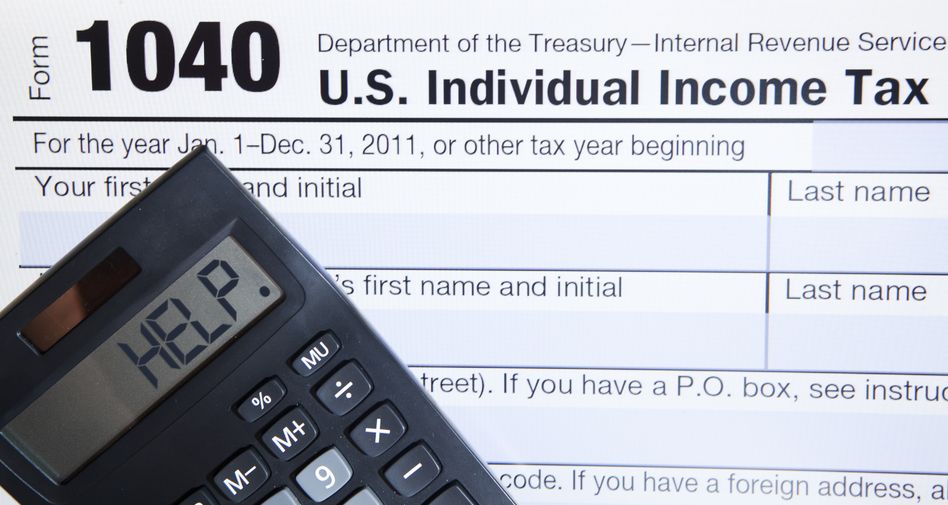 Form 1040
Department of the Treasury—Internal Revenue Service
U.S. Individual Income Tax
For the year Jan. 1–Dec. 31, 2011, or other tax year beginning
Your first and initial
Last name
's first name and initial
Last name
street). If you have a P.O. box, see
code. If you have a foreign address,
HELP.
MU
% ÷
M+ ×
M– 9 –